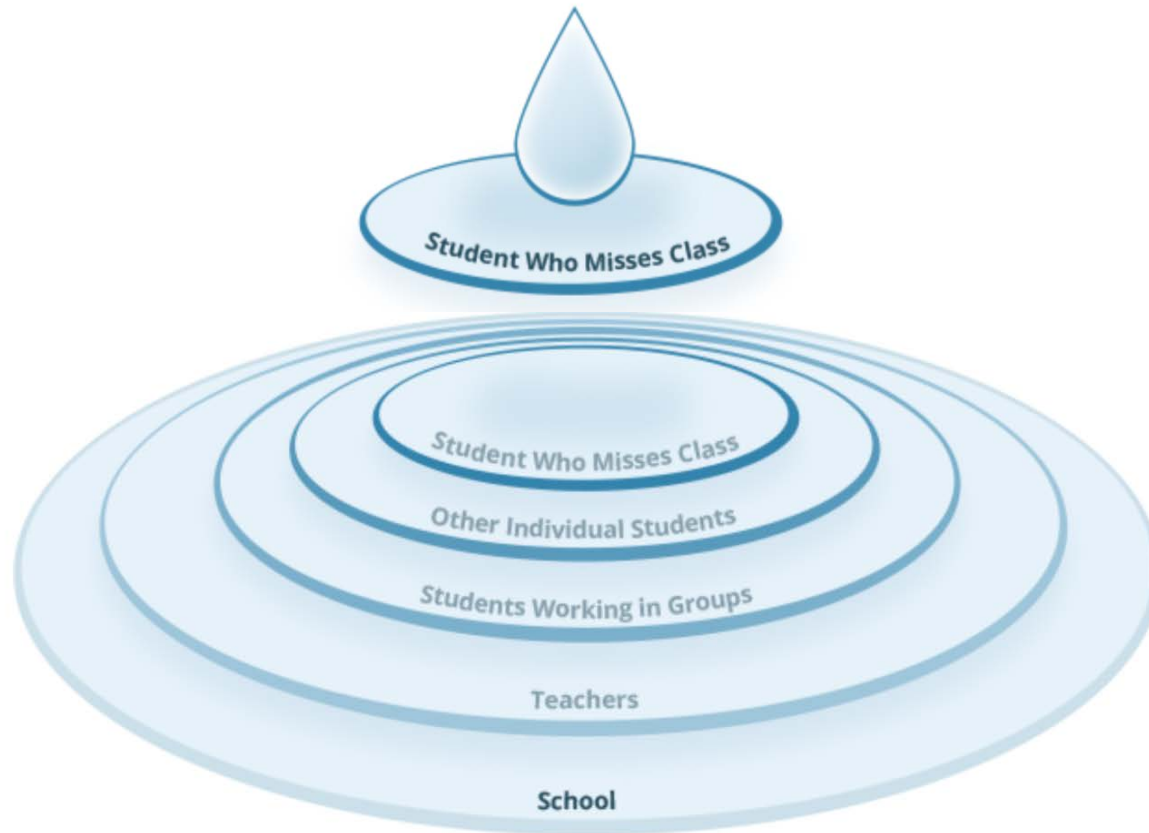 Student Who Misses Class
Student Who Misses Class
Other Individual Students
Students Working in Groups
Teachers
School